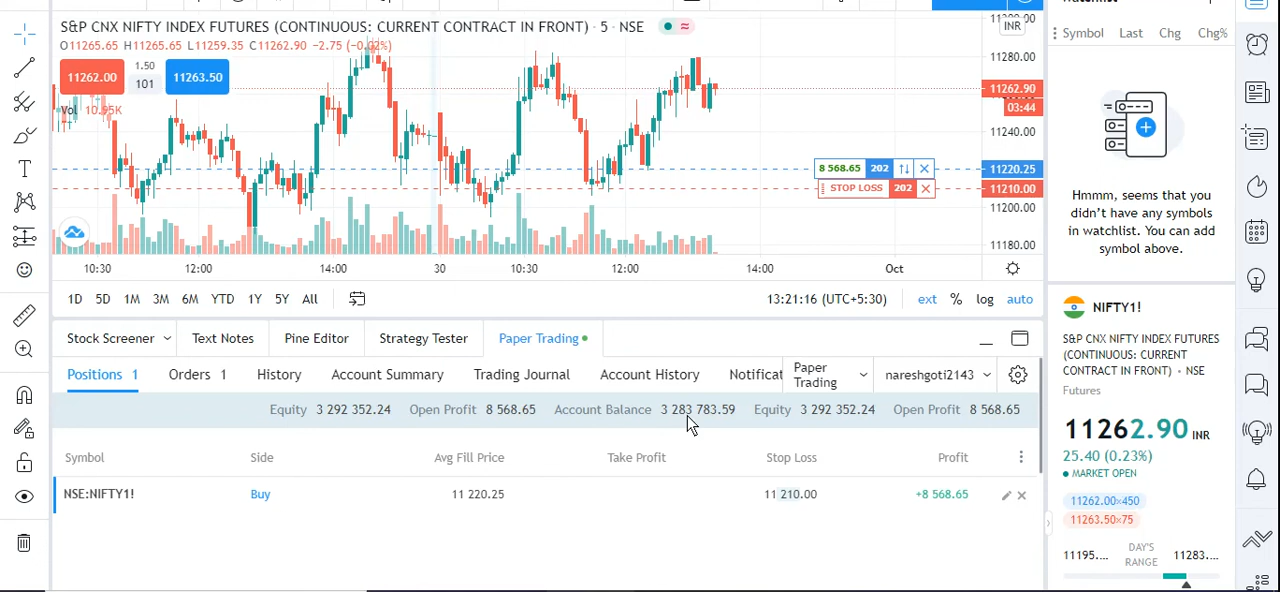 S&P CNX NIFTY INDEX FUTURES (CONTINUOUS: CURRENT CONTRACT IN FRONT) · 5 · NSE
O11265.65 H11265.65 L11259.35 C11262.90 -2.75 (-0.02%)
11262.00
1.50
101
11263.50
Vol 10.95K
INR
11280.00
11262.90
03:44
11240.00
11220.25
11210.00
11200.00
11180.00
8 568.65 202
STOP LOSS 202
10:30 12:00 14:00 30 10:30 12:00 14:00 Oct
1D 5D 1M 3M 6M YTD 1Y 5Y All
13:21:16 (UTC+5:30) ext % log auto
Stock Screener Text Notes Pine Editor Strategy Tester Paper Trading
Positions 1 Orders 1 History Account Summary Trading Journal Account History Notificat
Paper
Trading
nareshgoti2143
Equity 3 292 352.24 Open Profit 8 568.65 Account Balance 3 283 783.59 Equity 3 292 352.24 Open Profit 8 568.65
Symbol Side Avg Fill Price Take Profit Stop Loss Profit
NSE:NIFTY1! Buy 11 220.25 11 210.00 +8 568.65
Symbol Last Chg Chg%
Hmmm, seems that you
didn't have any symbols
in watchlist. You can add
symbol above.
NIFTY1!
S&P CNX NIFTY INDEX FUTURES
(CONTINUOUS: CURRENT
CONTRACT IN FRONT) • NSE
Futures
11262.90 INR
25.40 (0.23%)
MARKET OPEN
11262.00×450
11263.50×75
11195.... DAY'S RANGE 11283....